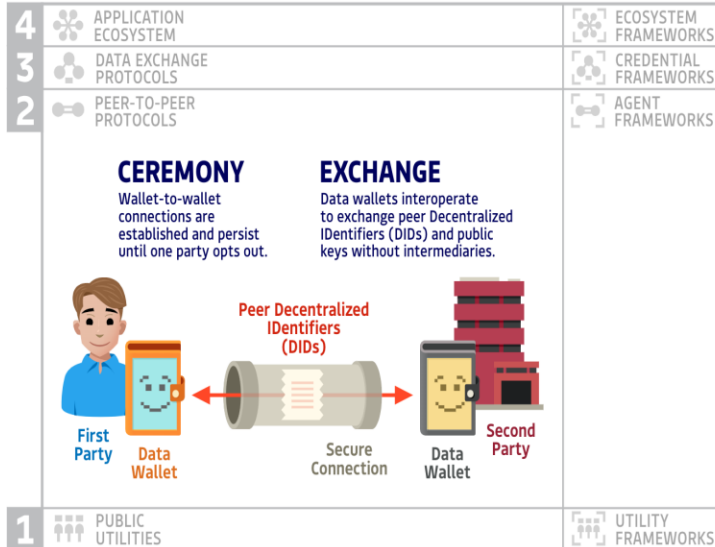 4
APPLICATION
ECOSYSTEM
ECOSYSTEM
FRAMEWORKS
3
DATA EXCHANGE
PROTOCOLS
CREDENTIAL
FRAMEWORKS
2
PEER-TO-PEER
PROTOCOLS
AGENT
FRAMEWORKS
CEREMONY
Wallet-to-wallet
connections are
established and persist
until one party opts out.
EXCHANGE
Data wallets interoperate
to exchange peer Decentralized
IDentifiers (DIDs) and public
keys without intermediaries.
Peer Decentralized
IDentifiers
(DIDs)
First
Party
Data
Wallet
Secure
Connection
Data
Wallet
Second
Party
1
PUBLIC
UTILITIES
UTILITY
FRAMEWORKS